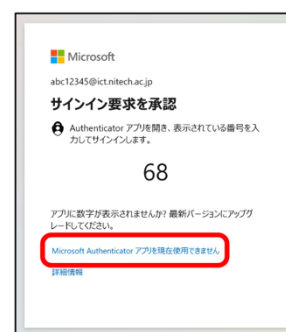 Microsoft
abc12345@ict.nitech.ac.jp
サインイン要求を承認
Authenticator アプリを開き、表示されている番号を入
力してサインインします。
68
アプリに数字が表示されませんか? 最新バージョンにアップグ
レードしてください。
Microsoft Authenticator アプリを現在使用できません
詳細情報